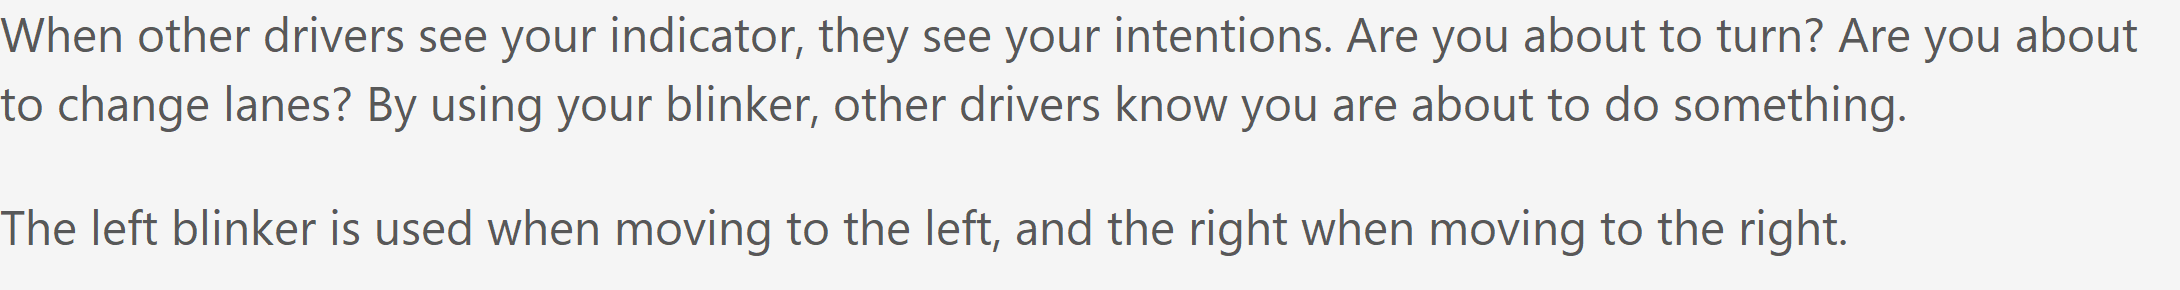 When other drivers see your indicator, they see your intentions. Are you about to turn? Are you about
to change lanes? By using your blinker, other drivers know you are about to do something.
The left blinker is used when moving to the left, and the right when moving to the right.